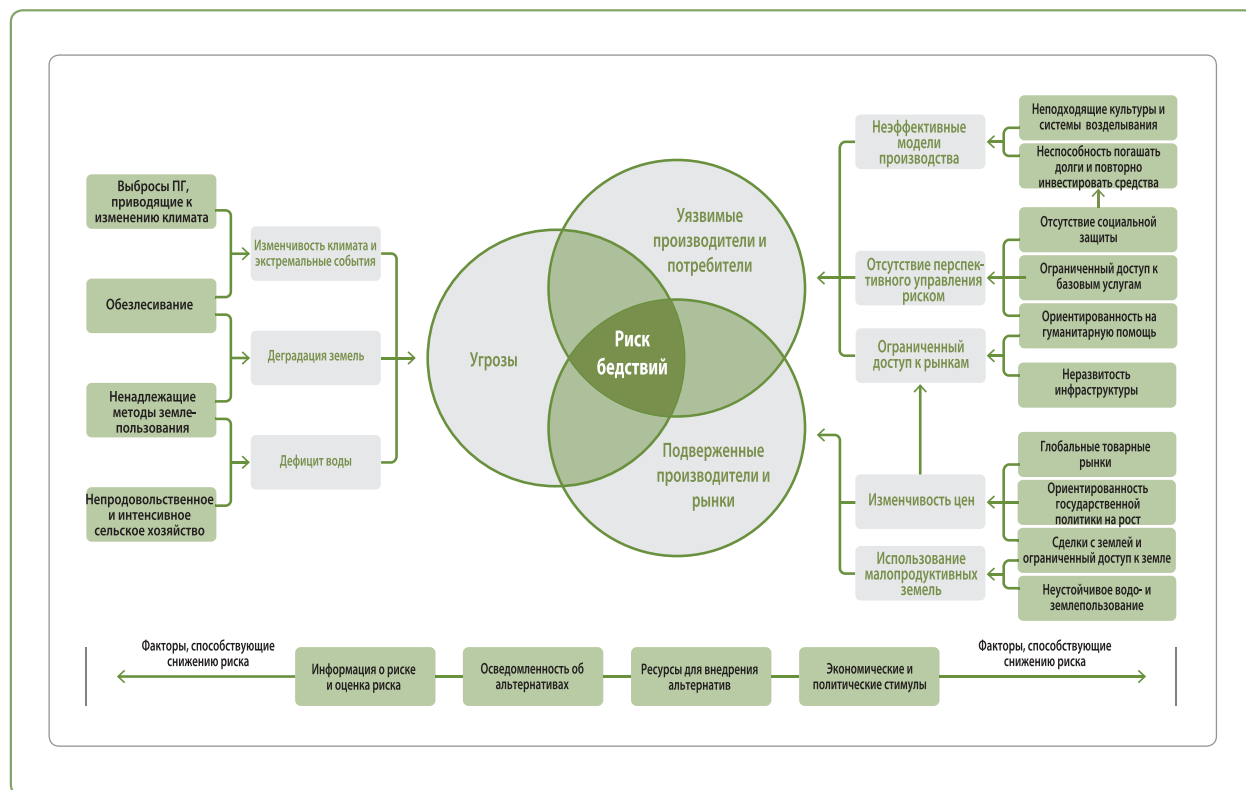 Выбросы ПГ,
приводящие к
изменению климата
Обезлесивание
Ненадлежащие
методы земле-
пользования
Непродовольственное
и интенсивное
сельское хозяйство
Изменчивость климата и
экстремальные события
Деградация земель
Дефицит воды
Угрозы
Уязвимые
производители и
потребители
Риск
бедствий
Подверженные
производители и
рынки
Неэффективные
модели
производства
Отсутствие перспек-
тивного управления
риском
Ограниченный
доступ к рынкам
Изменчивость цен
Использование
малопродуктивных
земель
Неподходящие культуры и
системы возделывания
Неспособность погашать
долги и повторно
инвестировать средства
Отсутствие социальной
защиты
Ограниченный доступ к
базовым услугам
Ориентированность на
гуманитарную помощь
Неразвитость
инфраструктуры
Глобальные товарные
рынки
Ориентированность
государственной
политики на рост
Сделки с землей и
ограниченный доступ к земле
Неустойчивое водо- и
землепользование
Факторы, способствующие
снижению риска
Информация о риске
и оценка риска
Осведомленность об
альтернативах
Ресурсы для внедрения
альтернатив
Экономические и
политические стимулы
Факторы, способствующие
снижению риска